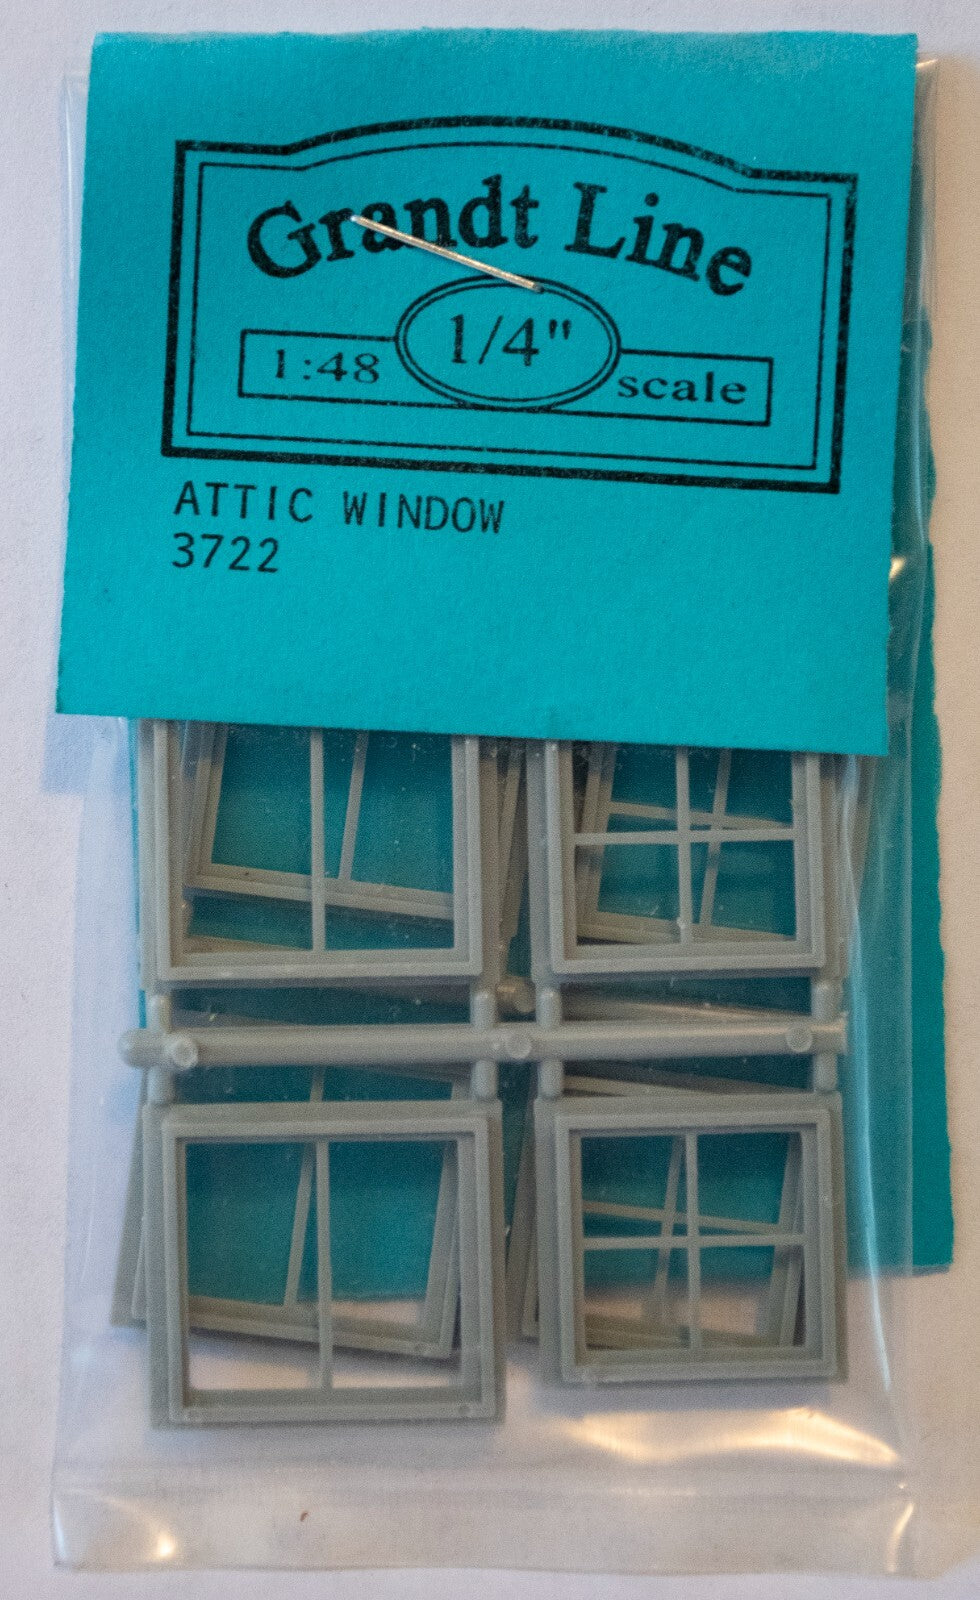 Grandt Line
1:48 1/4" scale
ATTIC WINDOW
3722